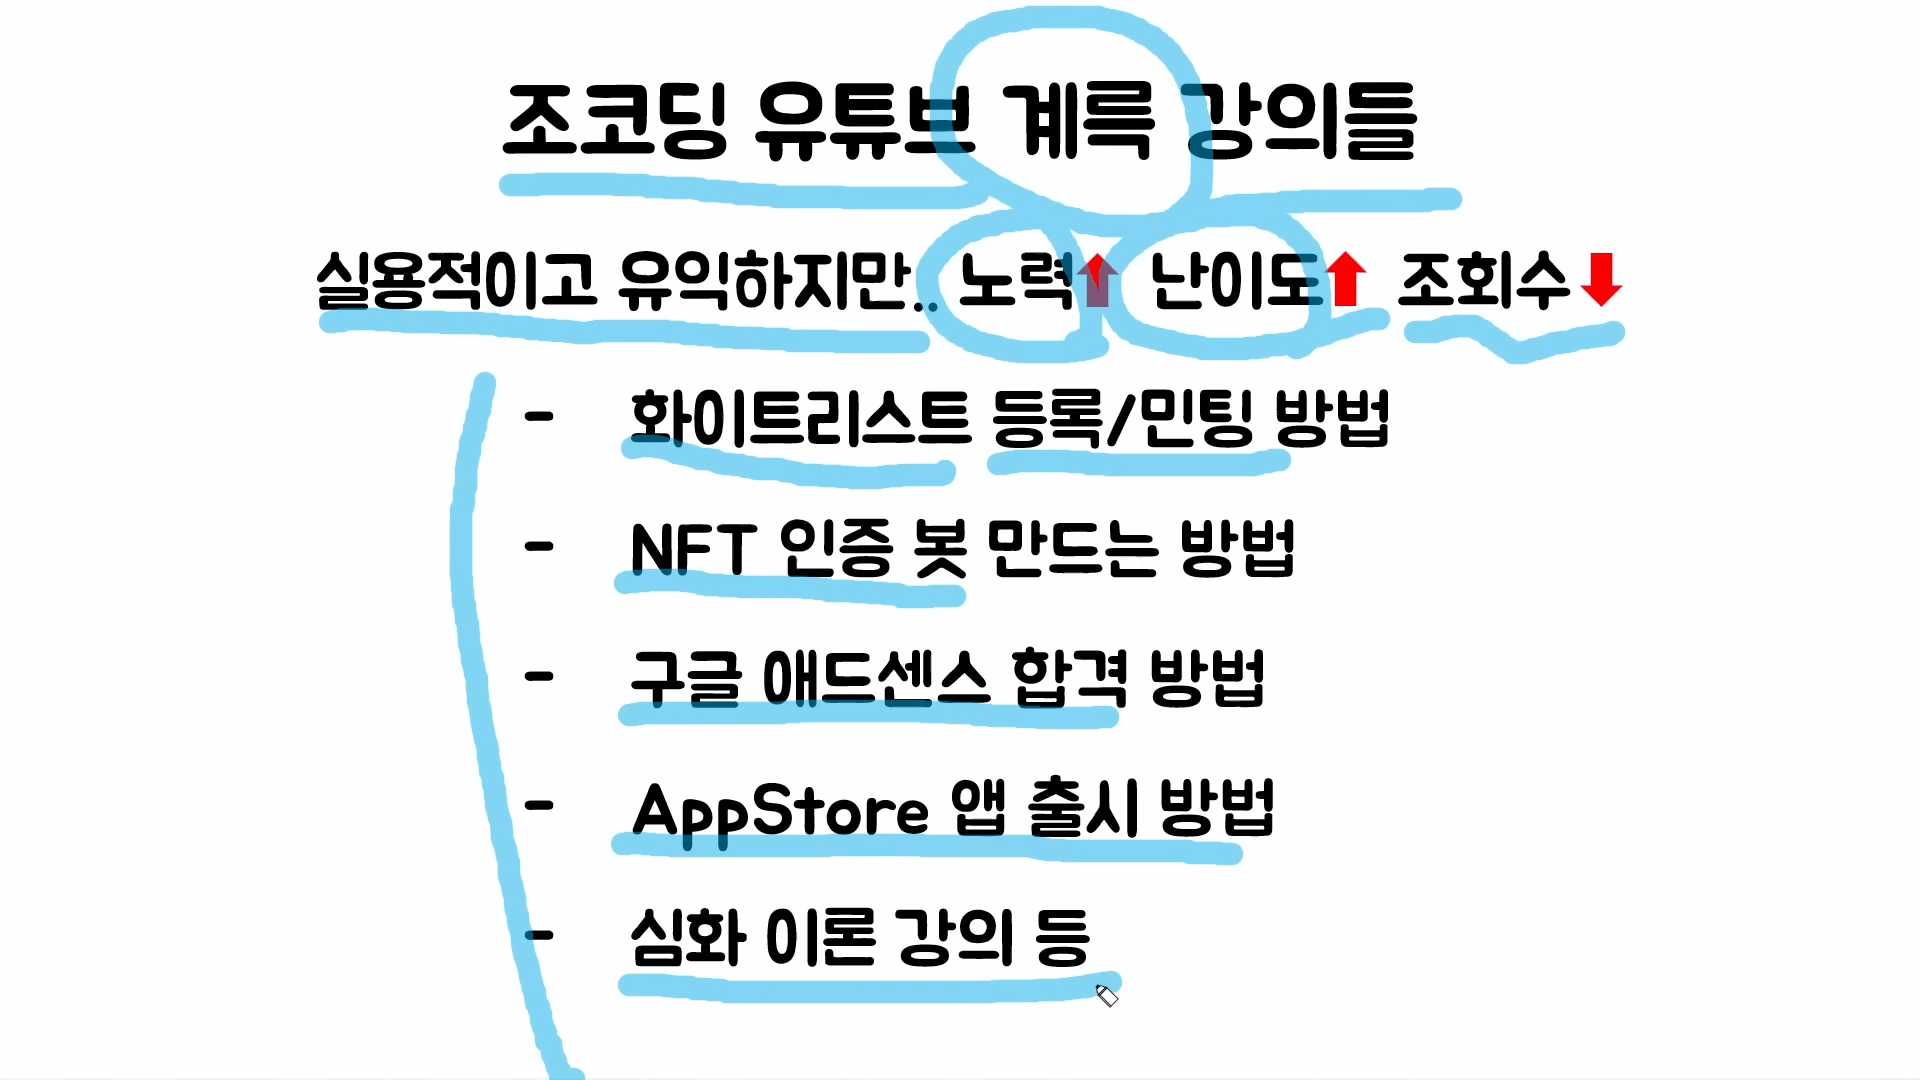 조코딩 유튜브 계륵 강의들
실용적이고 유익하지만.. 노력⬆ 난이도⬆ 조회수⬇
- 화이트리스트 등록/민팅 방법
- NFT 인증 봇 만드는 방법
- 구글 애드센스 합격 방법
- AppStore 앱 출시 방법
- 심화 이론 강의 등